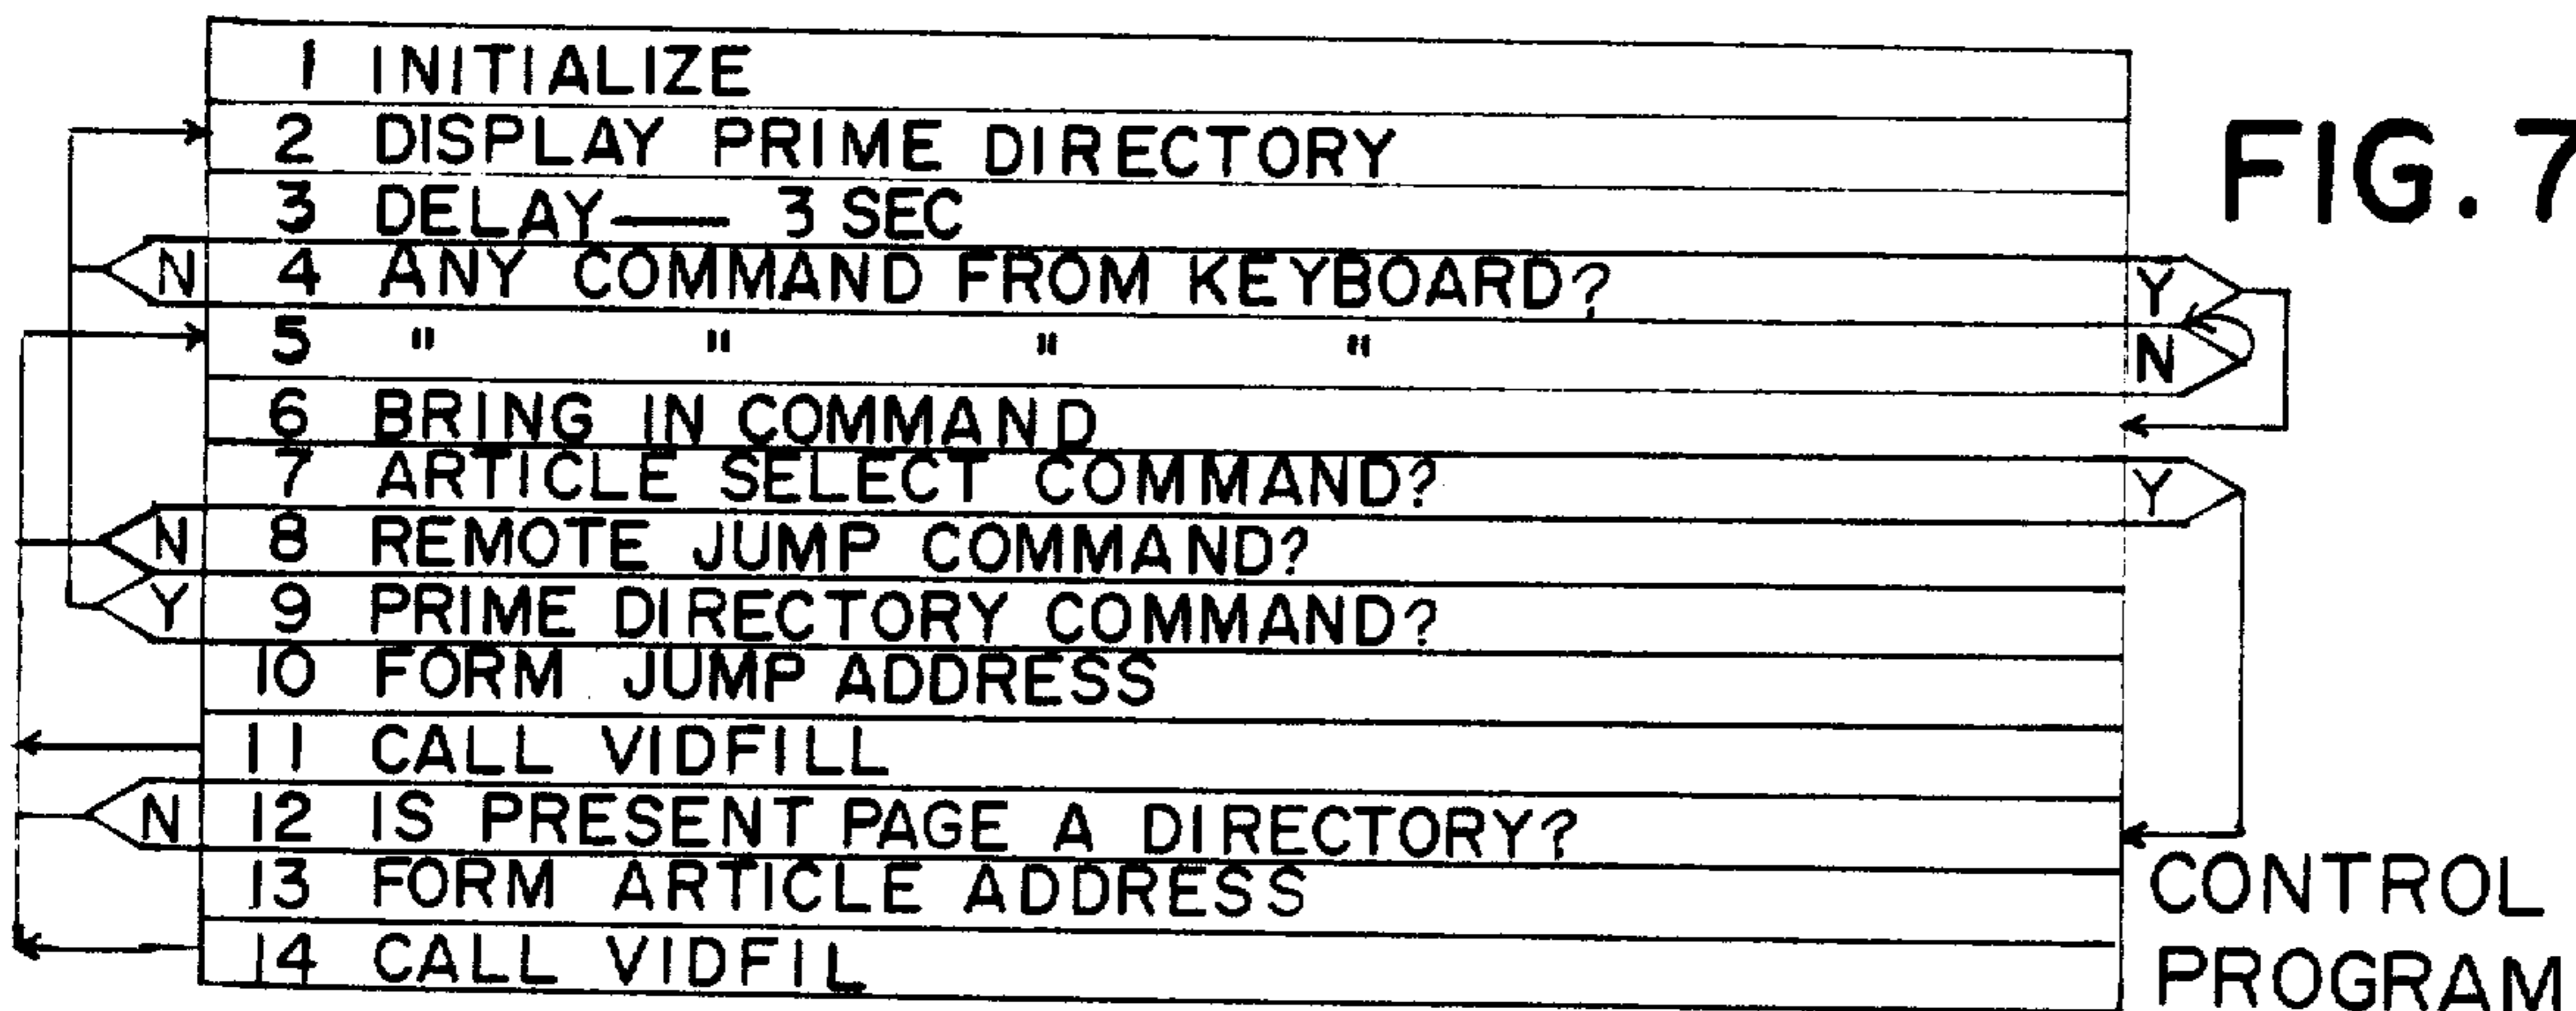 1 INITIALIZE
2 DISPLAY PRIME DIRECTORY
3 DELAY— 3 SEC
N 4 ANY COMMAND FROM KEYBOARD? Y
5 " " " " N
6 BRING IN COMMAND
7 ARTICLE SELECT COMMAND? Y
N 8 REMOTE JUMP COMMAND?
Y 9 PRIME DIRECTORY COMMAND?
10 FORM JUMP ADDRESS
11 CALL VIDFILL
N 12 IS PRESENT PAGE A DIRECTORY?
13 FORM ARTICLE ADDRESS
14 CALL VIDFIL
FIG. 7
CONTROL
PROGRAM